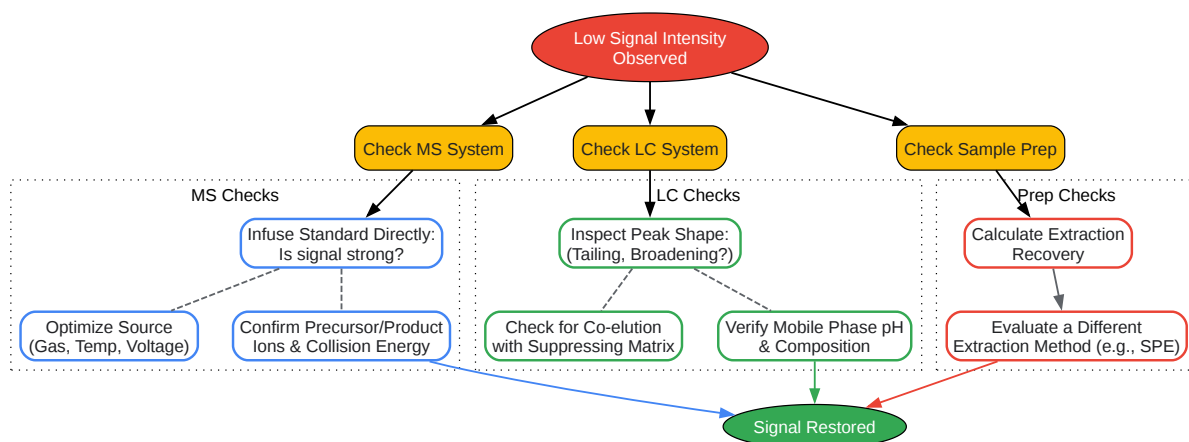 Low Signal Intensity
Observed
Check MS System
Check LC System
Check Sample Prep
MS Checks
LC Checks
Prep Checks
Infuse Standard Directly:
Is signal strong?
Inspect Peak Shape:
(Tailing, Broadening?)
Calculate Extraction
Recovery
Optimize Source
(Gas, Temp, Voltage)
Confirm Precursor/Product
Ions & Collision Energy
Check for Co-elution
with Suppressing Matrix
Verify Mobile Phase pH
& Composition
Evaluate a Different
Extraction Method (e.g., SPE)
Signal Restored